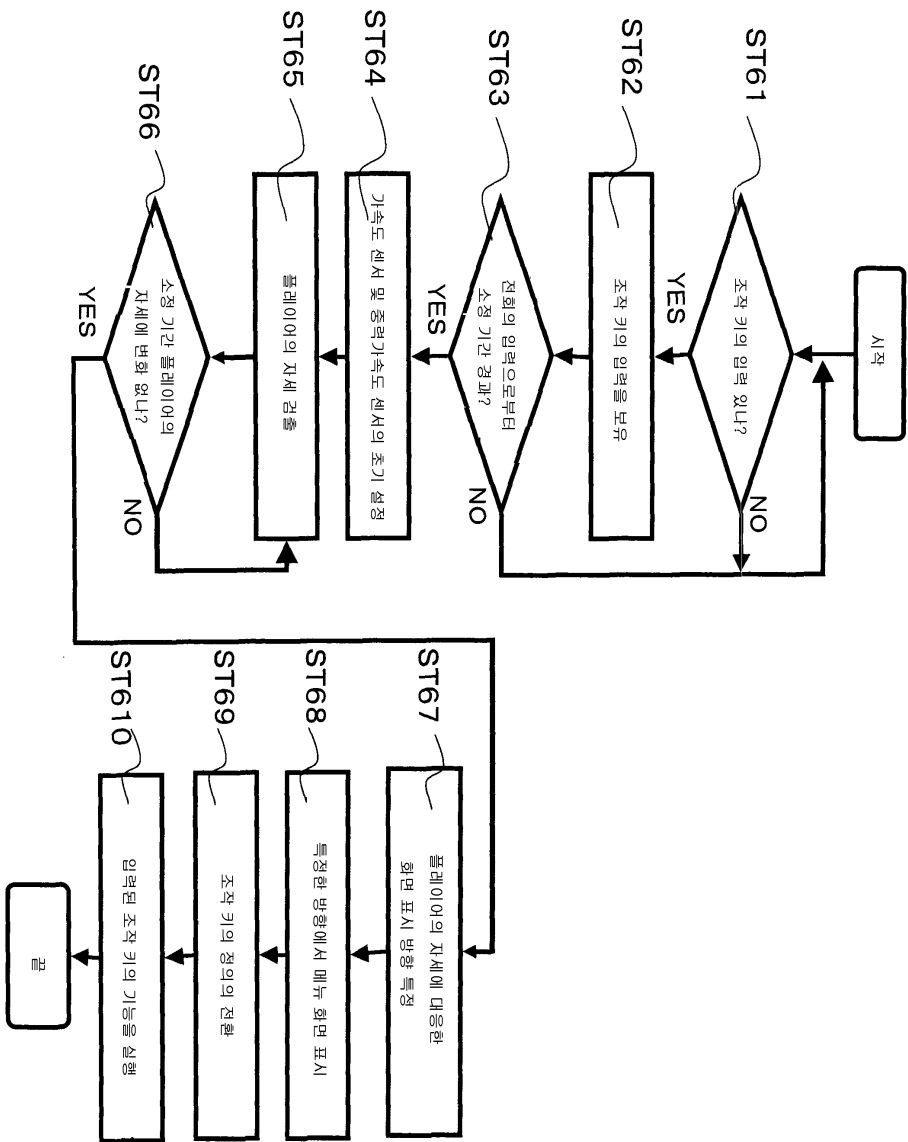 시작
ST61
조작 키의 입력 있나?
YES
NO
ST62
조작 키의 입력을 보유
ST63
전회의 입력으로부터
소정 기간 경과?
YES
NO
ST64
가속도 센서 및 중력가속도 센서의 초기 설정
ST65
플레이어의 자세 검출
ST66
소정 기간 플레이어의
자세에 변화 없나?
YES
NO
ST67
플레이어의 자세에 대응한
화면 표시 방향 특정
ST68
특정한 방향에서 메뉴 화면 표시
ST69
조작 키의 정의의 전환
ST610
입력된 조작 키의 기능을 실행
끝